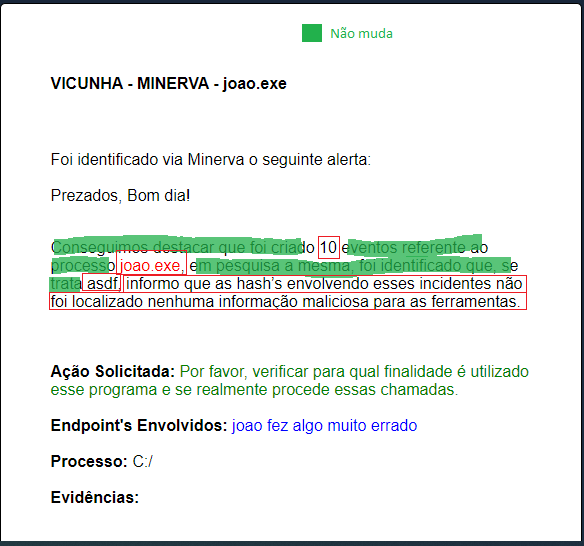 Não muda
VICUNHA - MINERVA - joao.exe
Foi identificado via Minerva o seguinte alerta:
Prezados, Bom dia!
Conseguimos destacar que foi criado 10 eventos referente ao
processo joao.exe, em pesquisa a mesma, foi identificado que, se
trata asdf, informo que as hash's envolvendo esses incidentes não
foi localizado nenhuma informação maliciosa para as ferramentas.
Ação Solicitada: Por favor, verificar para qual finalidade é utilizado
esse programa e se realmente procede essas chamadas.
Endpoint's Envolvidos: joao fez algo muito errado
Processo: C:/
Evidências: